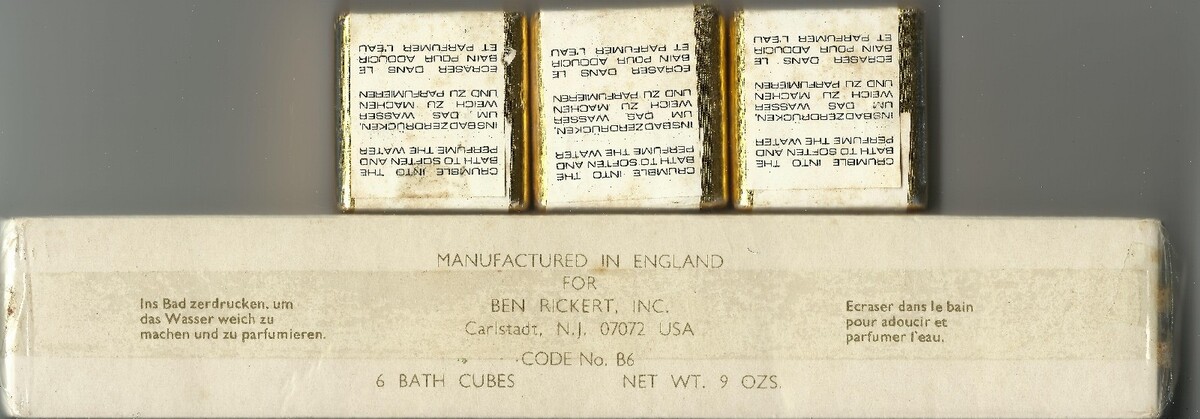 CRUMBLE INTO THE
BATH TO SOFTEN AND
PERFUME THE WATER
INSBADZERDRÜCKEN,
UM DAS WASSER
WEICH ZU MACHEN
UND ZU PARFUMIEREN
ECRASER DANS LE
BAIN POUR ADOUCIR
ET PARFUMER L'EAU
CRUMBLE INTO THE
BATH TO SOFTEN AND
PERFUME THE WATER
INSBADZERDRÜCKEN,
UM DAS WASSER
WEICH ZU MACHEN
UND ZU PARFUMIEREN
ECRASER DANS LE
BAIN POUR ADOUCIR
ET PARFUMER L'EAU
CRUMBLE INTO THE
BATH TO SOFTEN AND
PERFUME THE WATER
INSBADZERDRÜCKEN,
UM DAS WASSER
WEICH ZU MACHEN
UND ZU PARFUMIEREN
ECRASER DANS LE
BAIN POUR ADOUCIR
ET PARFUMER L'EAU
MANUFACTURED IN ENGLAND
FOR
BEN RICKERT, INC.
Carlstadt, N.J. 07072 USA
CODE No. B6
6 BATH CUBES NET WT. 9 OZS.
Ins Bad zerdrucken, um
das Wasser weich zu
machen und zu parfumieren.
Ecraser dans le bain
pour adoucir et
parfumer l'eau.